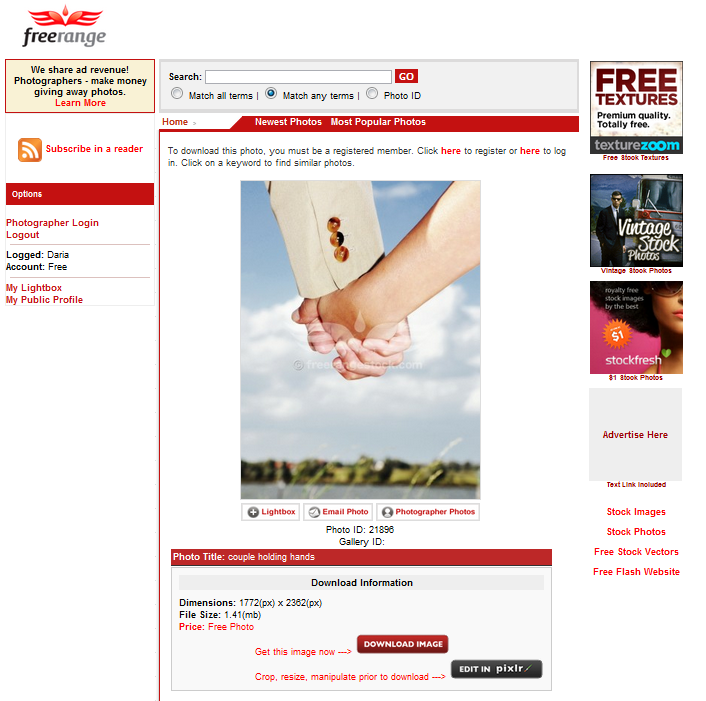 freerange
We share ad revenue!
Photographers - make money
giving away photos.
Learn More
Subscribe in a reader
Options
Photographer Login
Logout
Logged: Daria
Account: Free
My Lightbox
My Public Profile
Search:
GO
Match all terms | Match any terms | Photo ID
Home >
Newest Photos Most Popular Photos
To download this photo, you must be a registered member. Click here to register or here to log
in. Click on a keyword to find similar photos.
© freerangestock.com
Lightbox
Email Photo
Photographer Photos
Photo ID: 21896
Gallery ID:
Photo Title: couple holding hands
Download Information
Dimensions: 1772(px) x 2362(px)
File Size: 1.41(mb)
Price: Free Photo
Get this image now --->
DOWNLOAD IMAGE
Crop, resize, manipulate prior to download --->
EDIT IN pixlr
FREE
TEXTURES
Premium quality.
Totally free.
texturezoom
Free Stock Textures
Vintage
Stock
Photos
Vintage Stock Photos
royalty free
stock images
by the best
$1
stockfresh
$1 Stock Photos
Advertise Here
Text Link Included
Stock Images
Stock Photos
Free Stock Vectors
Free Flash Website